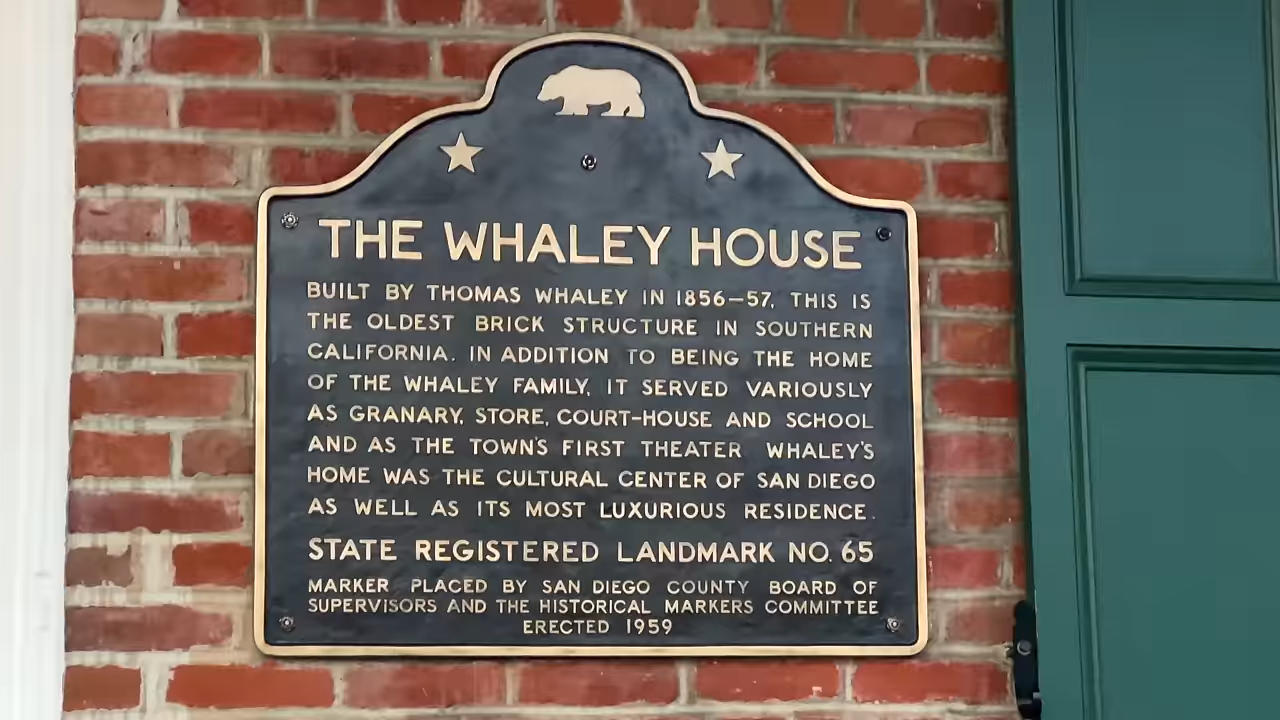 THE WHALEY HOUSE
BUILT BY THOMAS WHALEY IN 1856-57, THIS IS
THE OLDEST BRICK STRUCTURE IN SOUTHERN
CALIFORNIA. IN ADDITION TO BEING THE HOME
OF THE WHALEY FAMILY, IT SERVED VARIOUSLY
AS GRANARY, STORE, COURT-HOUSE AND SCHOOL
AND AS THE TOWN'S FIRST THEATER WHALEY'S
HOME WAS THE CULTURAL CENTER OF SAN DIEGO
AS WELL AS ITS MOST LUXURIOUS RESIDENCE.
STATE REGISTERED LANDMARK NO. 65
MARKER PLACED BY SAN DIEGO COUNTY BOARD OF
SUPERVISORS AND THE HISTORICAL MARKERS COMMITTEE
ERECTED 1959